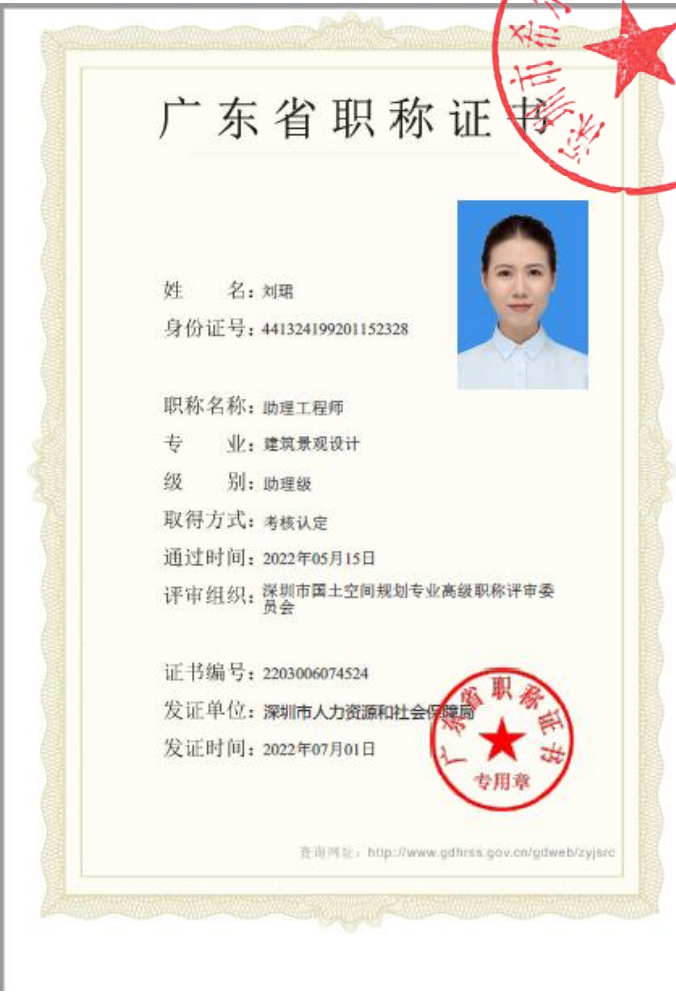 广东省职称证书
姓 名：刘珺
身份证号：441324199201152328
职称名称：助理工程师
专 业：建筑景观设计
级 别：助理级
取得方式：考核认定
通过时间：2022年05月15日
评审组织：深圳市国土空间规划专业高级职称评审委
员会
证书编号：2203006074524
发证单位：深圳市人力资源和社会保障局
发证时间：2022年07月01日
广东省职称证书
专用章
查询网址：http://www.gdhrss.gov.cn/gdweb/zyjsrc
深圳市